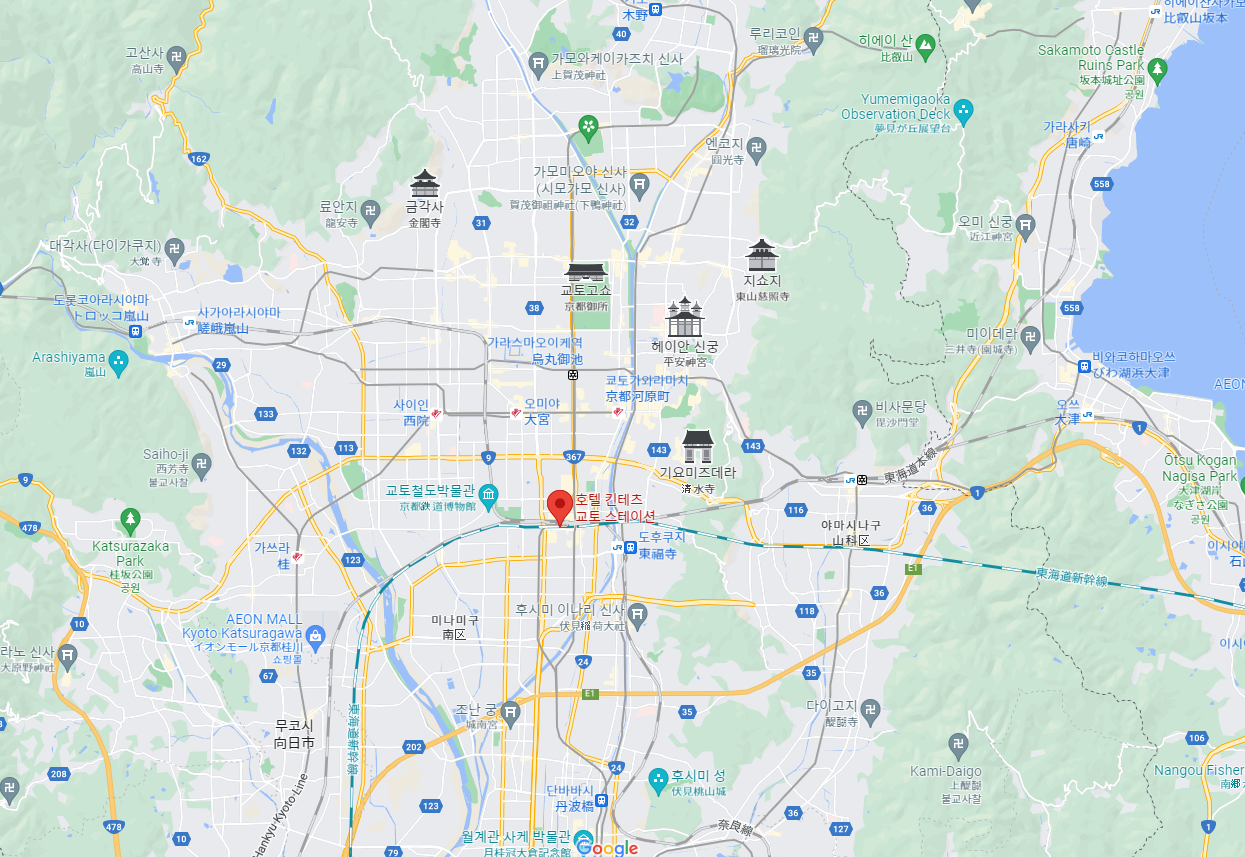 木野
히에이잔사카모
比叡山坂本
40
루리코인
瑠璃光院
히에이 산
比叡山
고산사
高山寺
가모와케이카즈치 신사
上賀茂神社
Sakamoto Castle
Ruins Park
坂本城址公園
공원
Yumemigaoka
Observation Deck
夢見が丘展望台
가라사키
唐崎
엔코지
圓光寺
162
가모미오야 신사
(시모가모 신사)
賀茂御祖神社(下鴨神社)
558
금각사
金閣寺
료안지
龍安寺
31
32
오미 신궁
近江神宮
대각사(다이가쿠지)
大覚寺
지쇼지
東山慈照寺
교토고쇼
京都御所
도롯코아라시야마
トロッコ嵐山
사가아라시야마
嵯峨嵐山
38
558
헤이안 신궁
平安神宮
미이데라
三井寺(園城寺)
Arashiyama
嵐山
29
가라스마오이케역
烏丸御池
비와코하마오쓰
びわ湖浜大津
AEO
쿄토가와라마치
京都河原町
133
사이인
西院
오미야
大宮
비사문당
毘沙門堂
오쓰
大津
1
132
113
9
367
143
143
기요미즈데라
清水寺
東海道本線
Saiho-ji
西芳寺
불교사찰
Ōtsu Kogan
Nagisa Park
大津湖岸
なぎさ公園
공원
9
교토철도박물관
京都鉄道博物館
호텔 킨테츠
교토 스테이션
1
116
36
478
야마시나구
山科区
Katsurazaka
Park
桂坂公園
공원
가쓰라
桂
123
도후쿠지
東福寺
E1
東海道新幹線
이시야
石山
36
118
10
AEON MALL
Kyoto Katsuragawa
イオンモール京都桂川
쇼핑몰
미나미구
南区
후시미 이나리 신사
伏見稲荷大社
라노 신사
大原野神社
24
35
67
E1
35
다이고지
醍醐寺
조난 궁
城南宮
무코시
向日市
東海道新幹線
202
106
Kami-Daigo
上醍醐
불교사찰
208
24
후시미 성
伏見桃山城
Nangou Fisher
단바바시
丹波橋
123
36
478
10
Hankyu Kyoto Line
奈良線
127
1
79
월계관 사케 박물관
月桂冠大倉記念館
Google